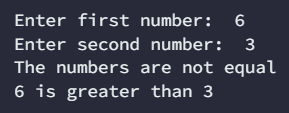 Enter first number:  6
Enter second number:  3
The numbers are not equal
6 is greater than 3